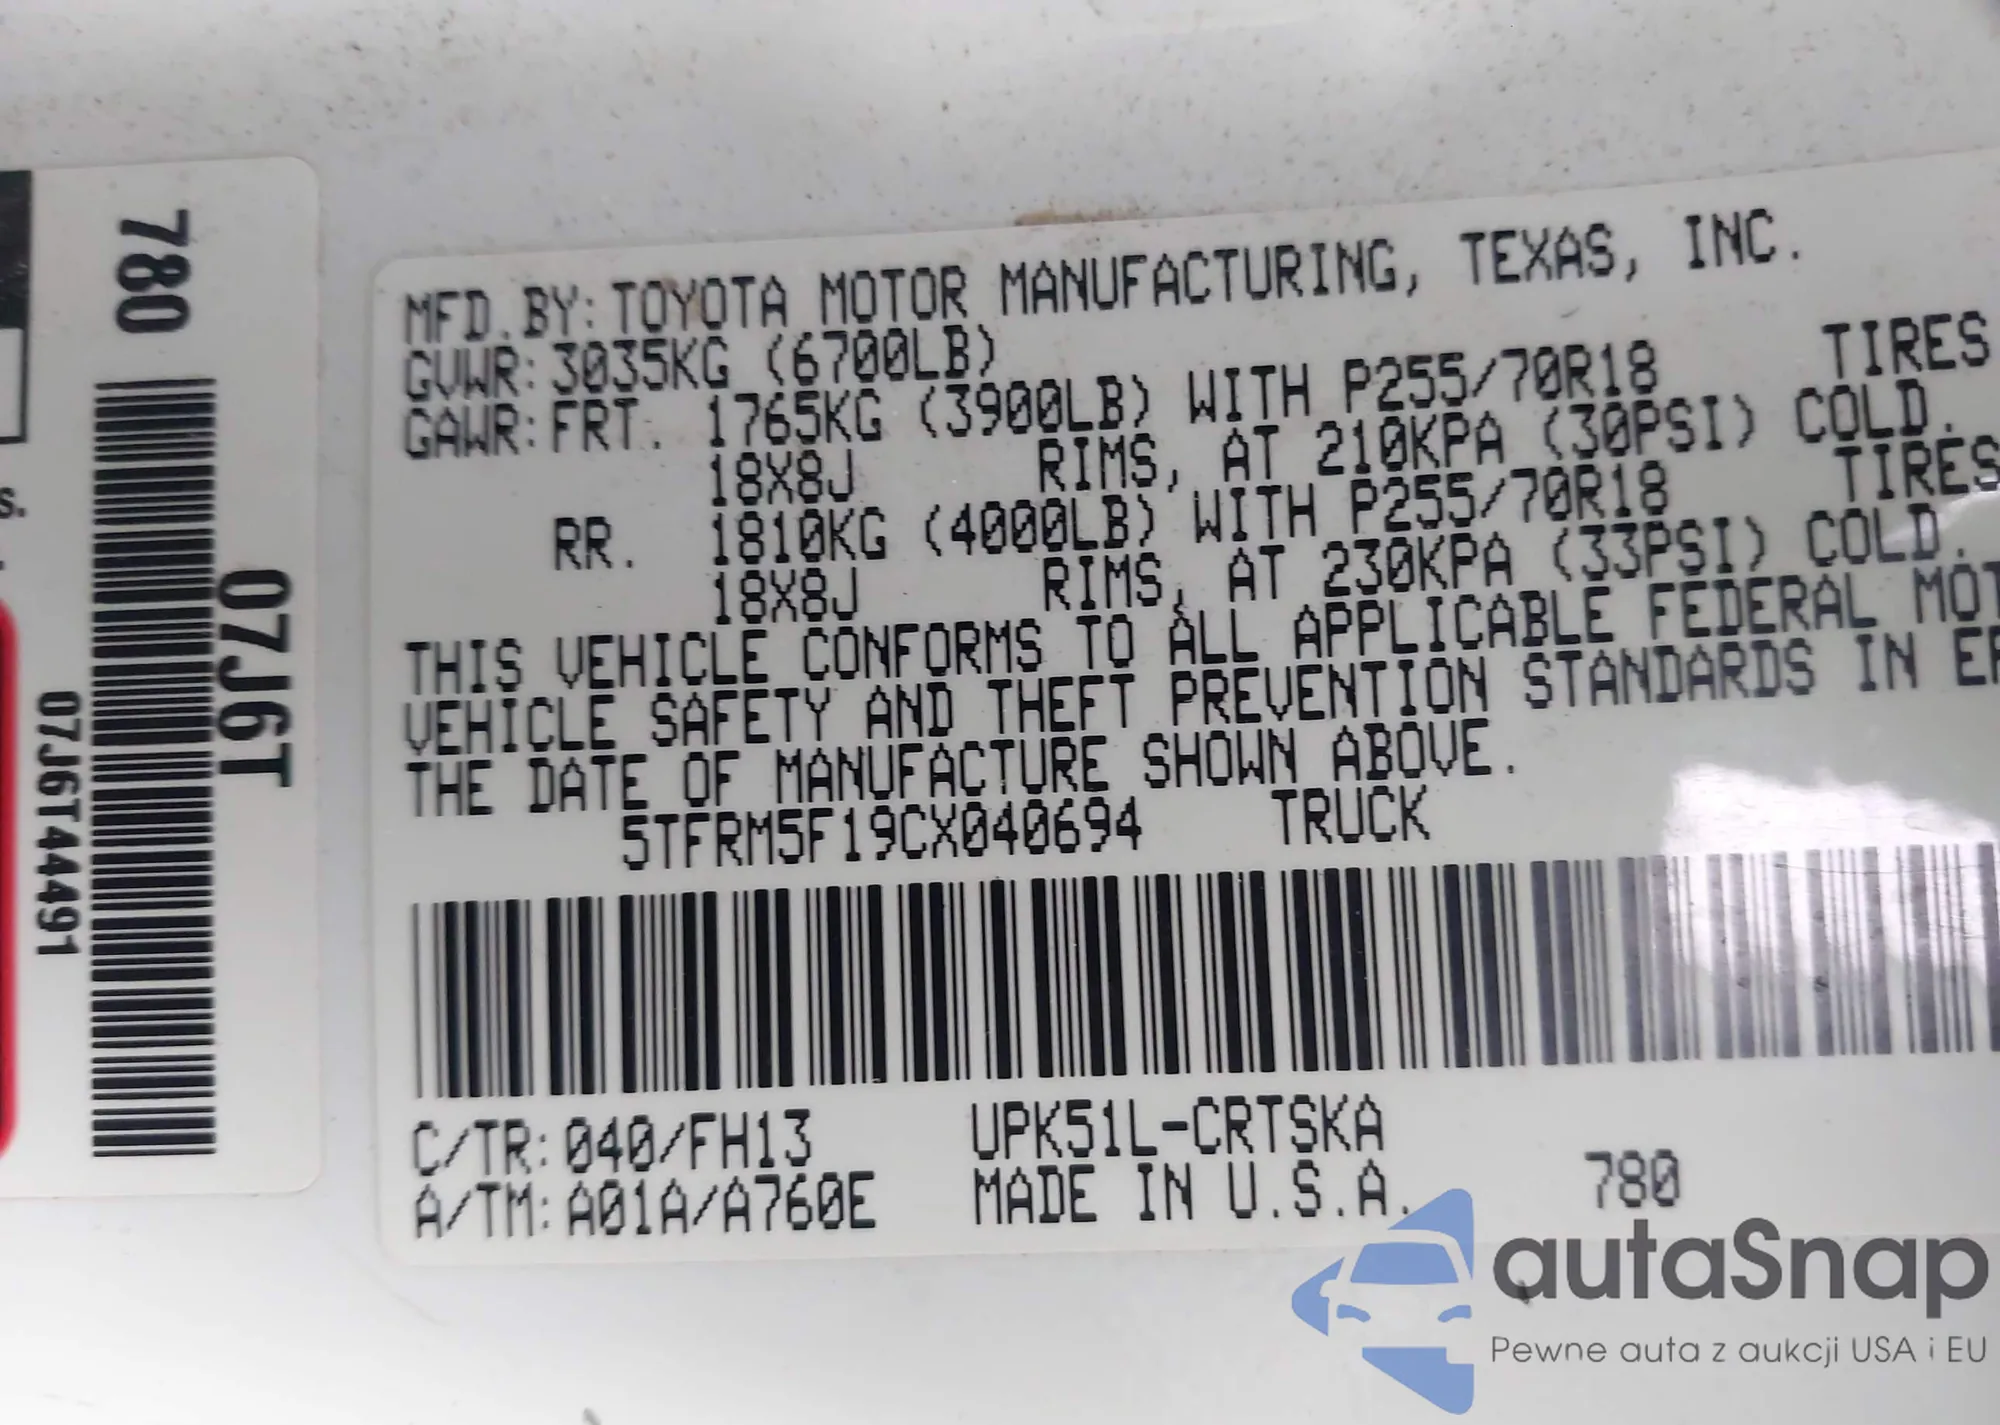 780
07J6T
07J6T44491
s.
MFD.BY: TOYOTA MOTOR MANUFACTURING, TEXAS, INC.
GVWR: 3035KG (6700LB)
GAWR: FRT. 1765KG (3900LB) WITH P255/70R18 TIRES
18X8J RIMS, AT 210KPA (30PSI) COLD.
RR. 1810KG (4000LB) WITH P255/70R18 TIRES
18X8J RIMS, AT 230KPA (33PSI) COLD.
THIS VEHICLE CONFORMS TO ALL APPLICABLE FEDERAL MOT
VEHICLE SAFETY AND THEFT PREVENTION STANDARDS IN EF
THE DATE OF MANUFACTURE SHOWN ABOVE.
5TFRM5F19CX040694 TRUCK
C/TR: 040/FH13 UPK51L-CRTSKA
A/TM: A01A/A760E MADE IN U.S.A. 780
autaSnap
Pewne auta z aukcji USA i EU